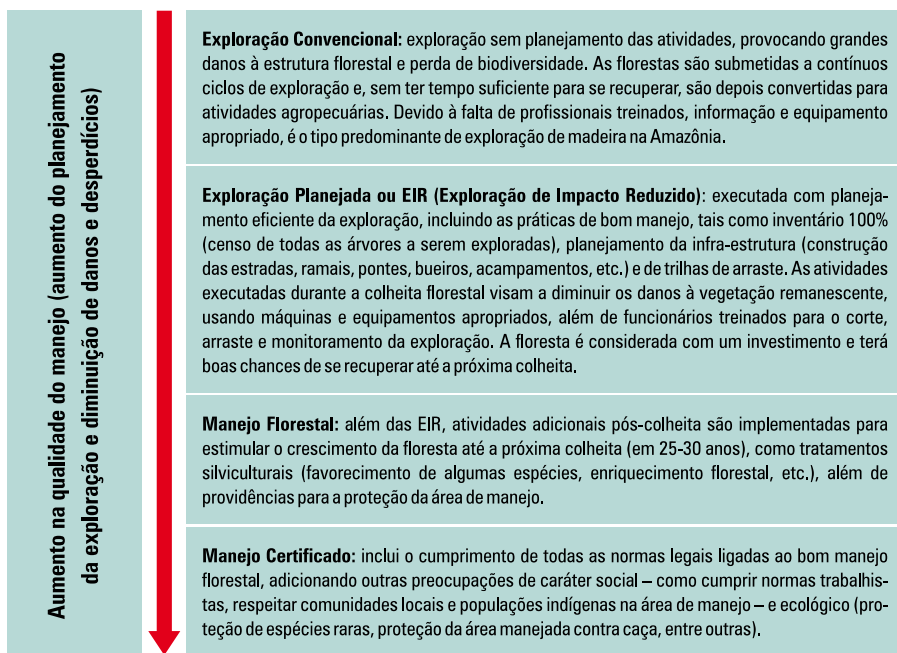 Aumento na qualidade do manejo (aumento do planejamento
da exploração e diminuição de danos e desperdícios)
Exploração Convencional: exploração sem planejamento das atividades, provocando grandes
danos à estrutura florestal e perda de biodiversidade. As florestas são submetidas a contínuos
ciclos de exploração e, sem ter tempo suficiente para se recuperar, são depois convertidas para
atividades agropecuárias. Devido à falta de profissionais treinados, informação e equipamento
apropriado, é o tipo predominante de exploração de madeira na Amazônia.
Exploração Planejada ou EIR (Exploração de Impacto Reduzido): executada com planeja-
mento eficiente da exploração, incluindo as práticas de bom manejo, tais como inventário 100%
(censo de todas as árvores a serem exploradas), planejamento da infra-estrutura (construção
das estradas, ramais, pontes, bueiros, acampamentos, etc.) e de trilhas de arraste. As atividades
executadas durante a colheita florestal visam a diminuir os danos à vegetação remanescente,
usando máquinas e equipamentos apropriados, além de funcionários treinados para o corte,
arraste e monitoramento da exploração. A floresta é considerada com um investimento e terá
boas chances de se recuperar até a próxima colheita.
Manejo Florestal: além das EIR, atividades adicionais pós-colheita são implementadas para
estimular o crescimento da floresta até a próxima colheita (em 25-30 anos), como tratamentos
silviculturais (favorecimento de algumas espécies, enriquecimento florestal, etc.), além de
providências para a proteção da área de manejo.
Manejo Certificado: inclui o cumprimento de todas as normas legais ligadas ao bom manejo
florestal, adicionando outras preocupações de caráter social – como cumprir normas trabalhis-
tas, respeitar comunidades locais e populações indígenas na área de manejo – e ecológico (pro-
teção de espécies raras, proteção da área manejada contra caça, entre outras).